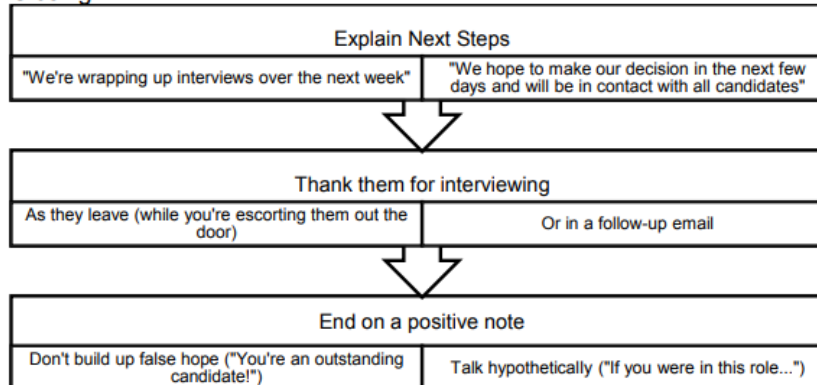 Explain Next Steps
"We're wrapping up interviews over the next week"
"We hope to make our decision in the next few
days and will be in contact with all candidates"
Thank them for interviewing
As they leave (while you're escorting them out the
door)
Or in a follow-up email
End on a positive note
Don't build up false hope ("You're an outstanding
candidate!")
Talk hypothetically ("If you were in this role...")